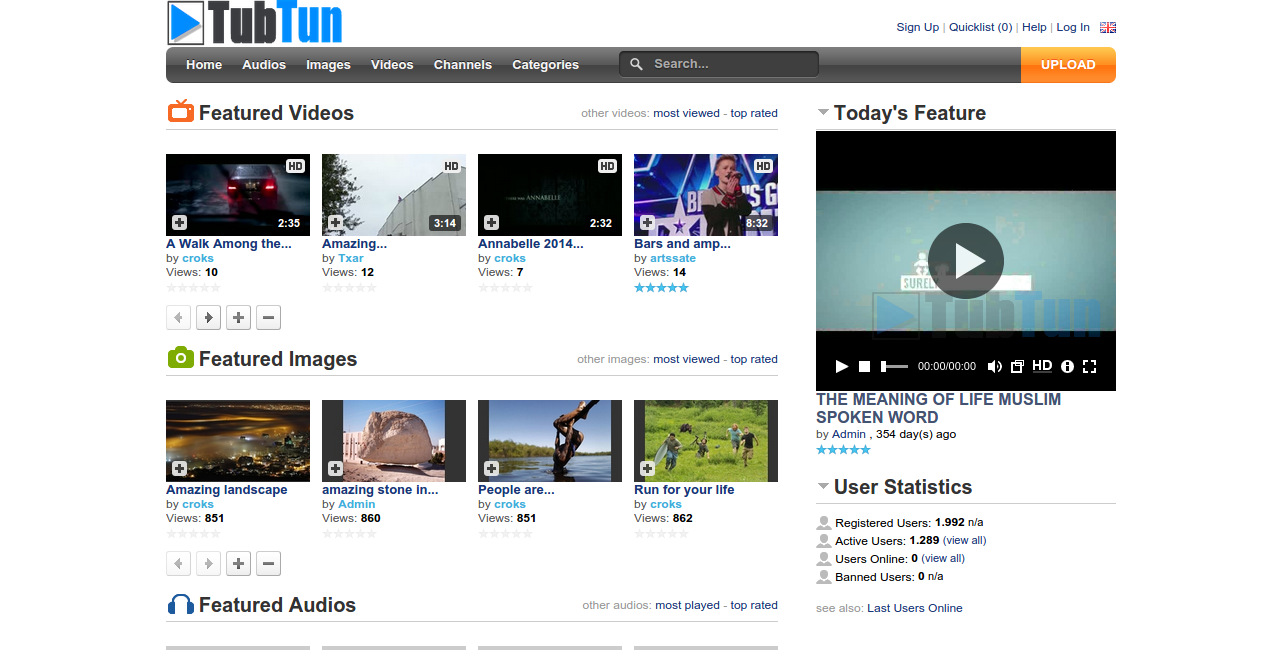 TubTun
Sign Up | Quicklist (0) | Help | Log In
Home Audios Images Videos Channels Categories Search... UPLOAD
Featured Videos
other videos: most viewed - top rated
HD
2:35
A Walk Among the...
by croks
Views: 10
HD
3:14
Amazing...
by Txar
Views: 12
HD
ANNABELLE
2:32
Annabelle 2014...
by croks
Views: 7
HD
8:32
Bars and amp...
by artssate
Views: 14
Featured Images
other images: most viewed - top rated
Amazing landscape
by croks
Views: 851
amazing stone in...
by Admin
Views: 860
People are...
by croks
Views: 851
Run for your life
by croks
Views: 862
Featured Audios
other audios: most played - top rated
Today's Feature
SURELY
TubTun
00:00/00:00 HD
THE MEANING OF LIFE MUSLIM
SPOKEN WORD
by Admin , 354 day(s) ago
User Statistics
Registered Users: 1.992 n/a
Active Users: 1.289 (view all)
Users Online: 0 (view all)
Banned Users: 0 n/a
see also: Last Users Online